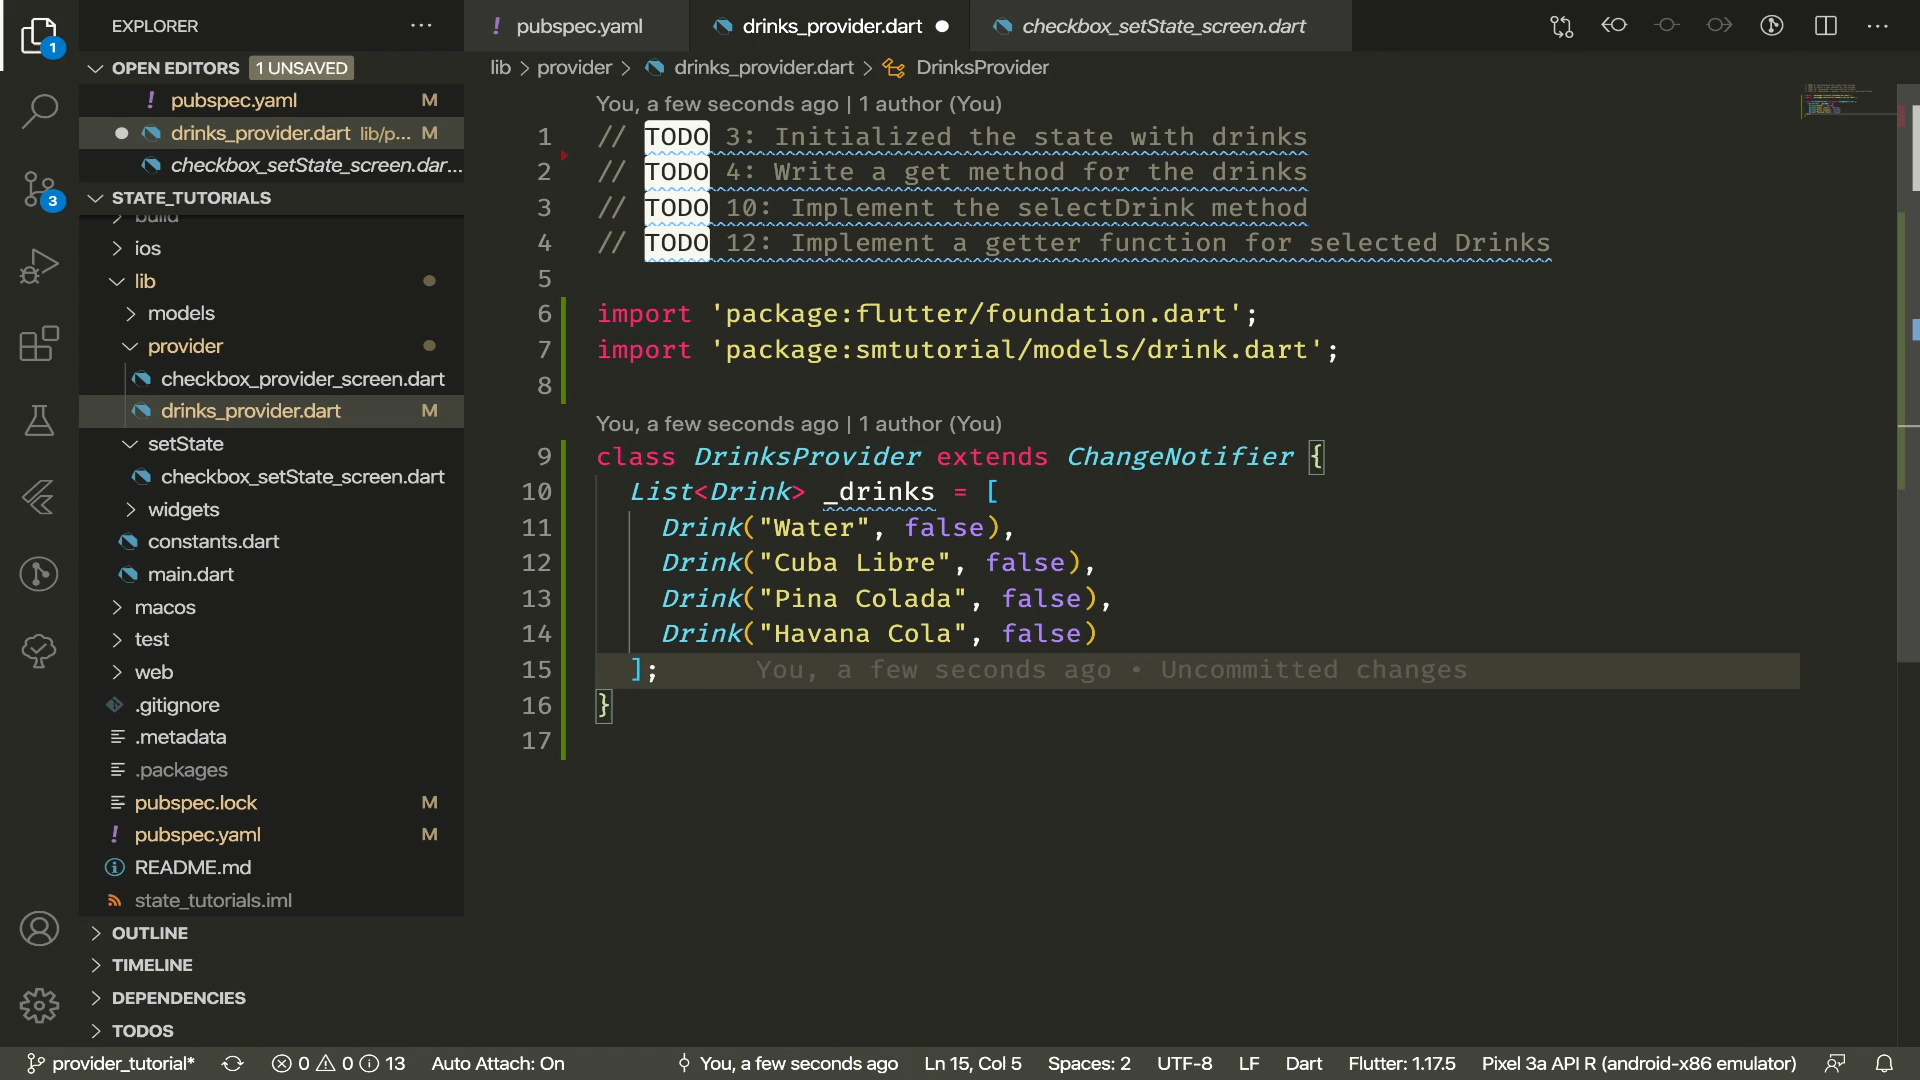 EXPLORER
pubspec.yaml
drinks_provider.dart
checkbox_setState_screen.dart
OPEN EDITORS 1 UNSAVED
pubspec.yaml M
drinks_provider.dart lib/p... M
checkbox_setState_screen.dar...
STATE_TUTORIALS
build
ios
lib
models
provider
checkbox_provider_screen.dart
drinks_provider.dart M
setState
checkbox_setState_screen.dart
widgets
constants.dart
main.dart
macos
test
web
.gitignore
.metadata
.packages
pubspec.lock M
pubspec.yaml M
README.md
state_tutorials.iml
OUTLINE
TIMELINE
DEPENDENCIES
TODOS
1
3
lib > provider > drinks_provider.dart > DrinksProvider
You, a few seconds ago | 1 author (You)
1 // TODO 3: Initialized the state with drinks
2 // TODO 4: Write a get method for the drinks
3 // TODO 10: Implement the selectDrink method
4 // TODO 12: Implement a getter function for selected Drinks
5
6 import 'package:flutter/foundation.dart';
7 import 'package:smtutorial/models/drink.dart';
8
You, a few seconds ago | 1 author (You)
9 class DrinksProvider extends ChangeNotifier {
10 List<Drink> _drinks = [
11 Drink("Water", false),
12 Drink("Cuba Libre", false),
13 Drink("Pina Colada", false),
14 Drink("Havana Cola", false)
15 ]; You, a few seconds ago • Uncommitted changes
16 }
17
provider_tutorial* 0 0 13 Auto Attach: On You, a few seconds ago Ln 15, Col 5 Spaces: 2 UTF-8 LF Dart Flutter: 1.17.5 Pixel 3a API R (android-x86 emulator)